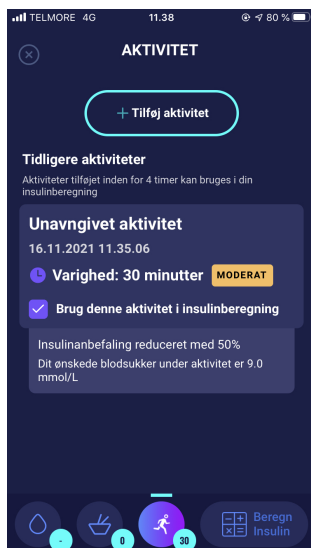 TELMORE 4G 11.38 80 %
AKTIVITET
+ Tilføj aktivitet
Tidligere aktiviteter
Aktiviteter tilføjet inden for 4 timer kan bruges i din
insulinberegning
Unavngivet aktivitet
16.11.2021 11.35.06
Varighed: 30 minutter MODERAT
Brug denne aktivitet i insulinberegning
Insulinanbefaling reduceret med 50%
Dit ønskede blodsukker under aktivitet er 9.0
mmol/L
- 0 30 Beregn
Insulin